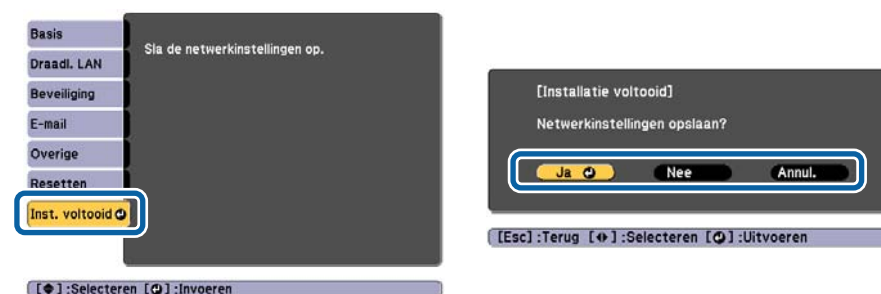 Basis
Draadl. LAN
Beveiliging
E-mail
Overige
Resetten
Inst. voltooid
Sla de netwerkinstellingen op.
[◆] :Selecteren [⏎] :Invoeren
[Installatie voltooid]
Netwerkinstellingen opslaan?
Ja Nee Annul.
[Esc] :Terug [◆] :Selecteren [⏎] :Uitvoeren